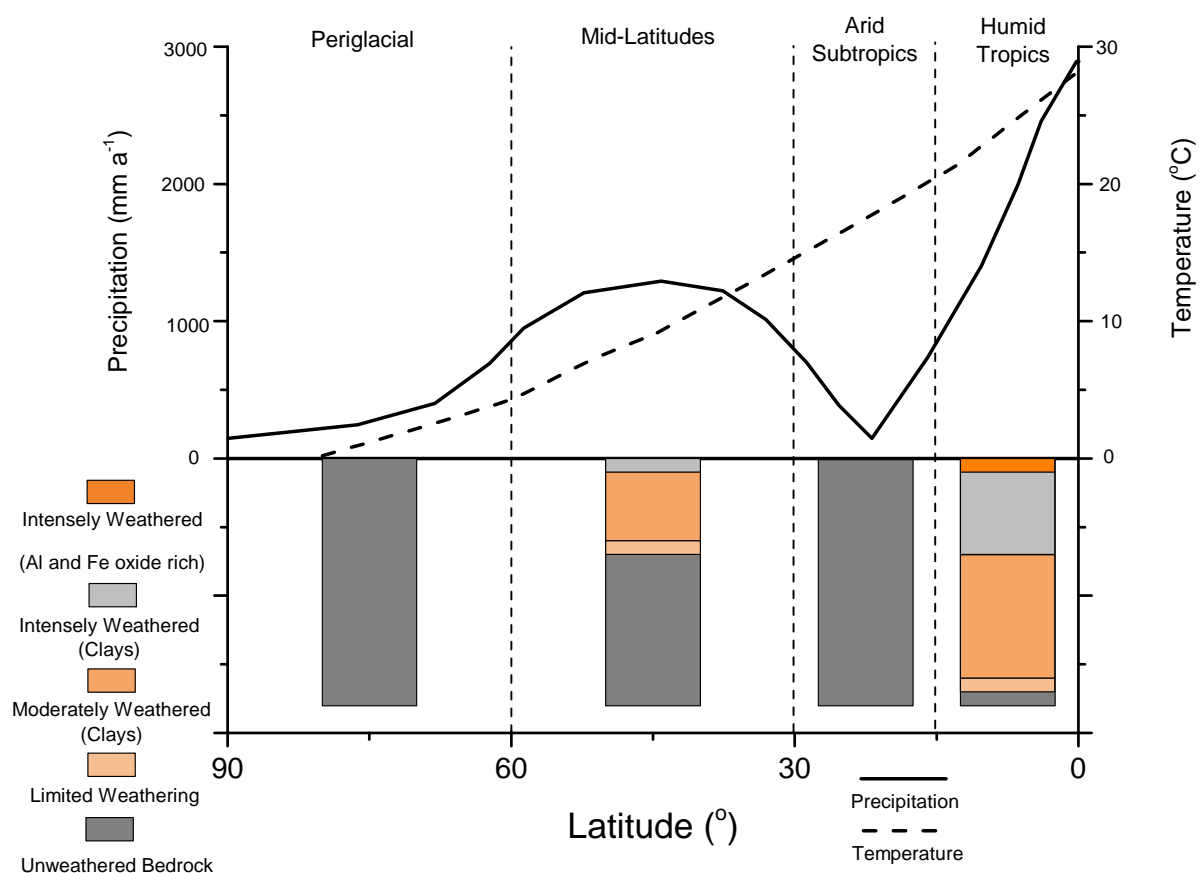 Periglacial
Mid-Latitudes
Arid
Subtropics
Humid
Tropics
3000
2000
1000
0
Precipitation (mm a⁻¹)
30
20
10
0
Temperature (°C)
Intensely Weathered
(Al and Fe oxide rich)
Intensely Weathered
(Clays)
Moderately Weathered
(Clays)
Limited Weathering
Unweathered Bedrock
90
60
30
0
Latitude (°)
Precipitation
Temperature